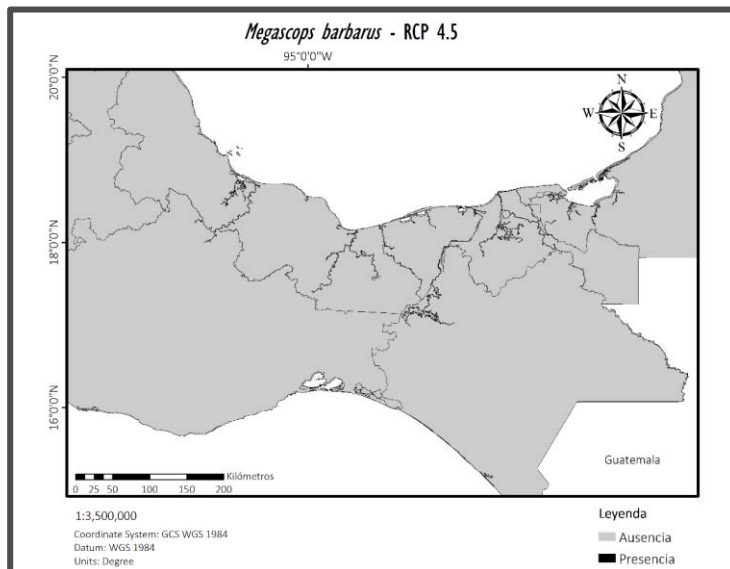 Megascops barbarus - RCP 4.5
95°0'0"W
20°0'0"N
N
W E
S
18°0'0"N
16°0'0"N
Guatemala
Kilómetros
0 25 50 100 150 200
1:3,500,000
Coordinate System: GCS WGS 1984
Datum: WGS 1984
Units: Degree
Leyenda
Ausencia
Presencia